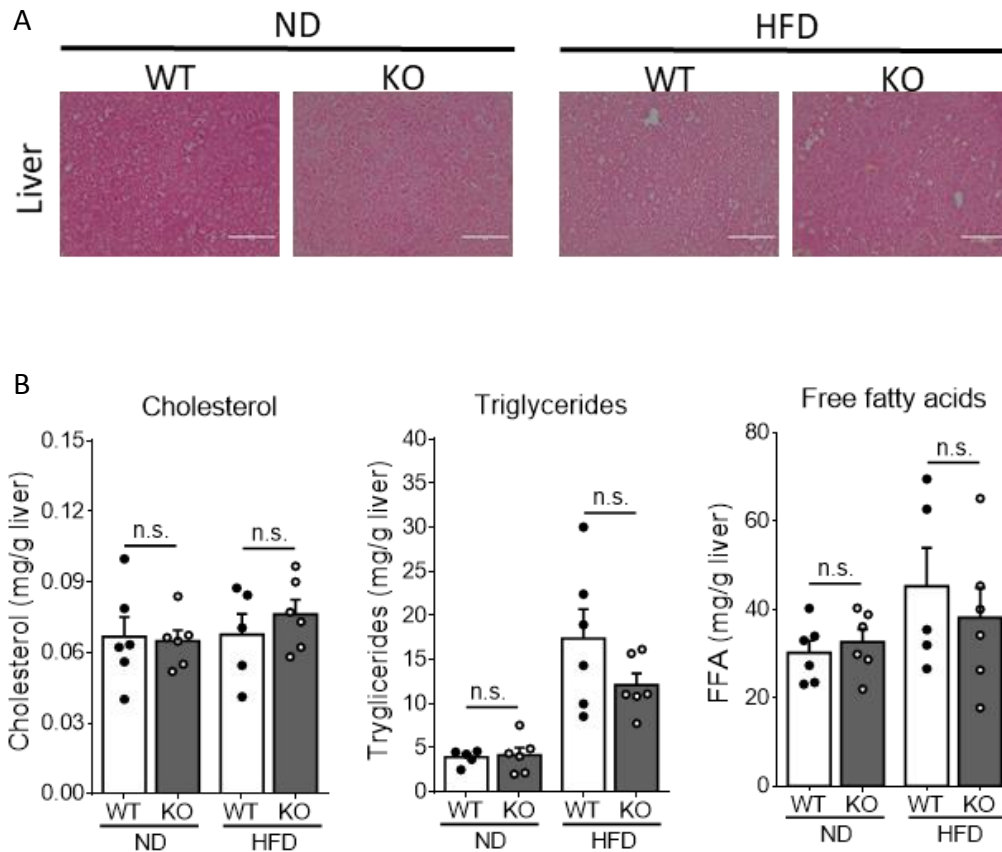 A
ND
HFD
WT
KO
WT
KO
Liver
B
Cholesterol
Cholesterol (mg/g liver)
0.15
0.12
0.09
0.06
0.03
0.00
n.s.
n.s.
WT
KO
WT
KO
ND
HFD
Triglycerides
Tryglicerides (mg/g liver)
40
35
30
25
20
15
10
5
0
n.s.
n.s.
WT
KO
WT
KO
ND
HFD
Free fatty acids
FFA (mg/g liver)
80
60
40
20
0
n.s.
n.s.
WT
KO
WT
KO
ND
HFD